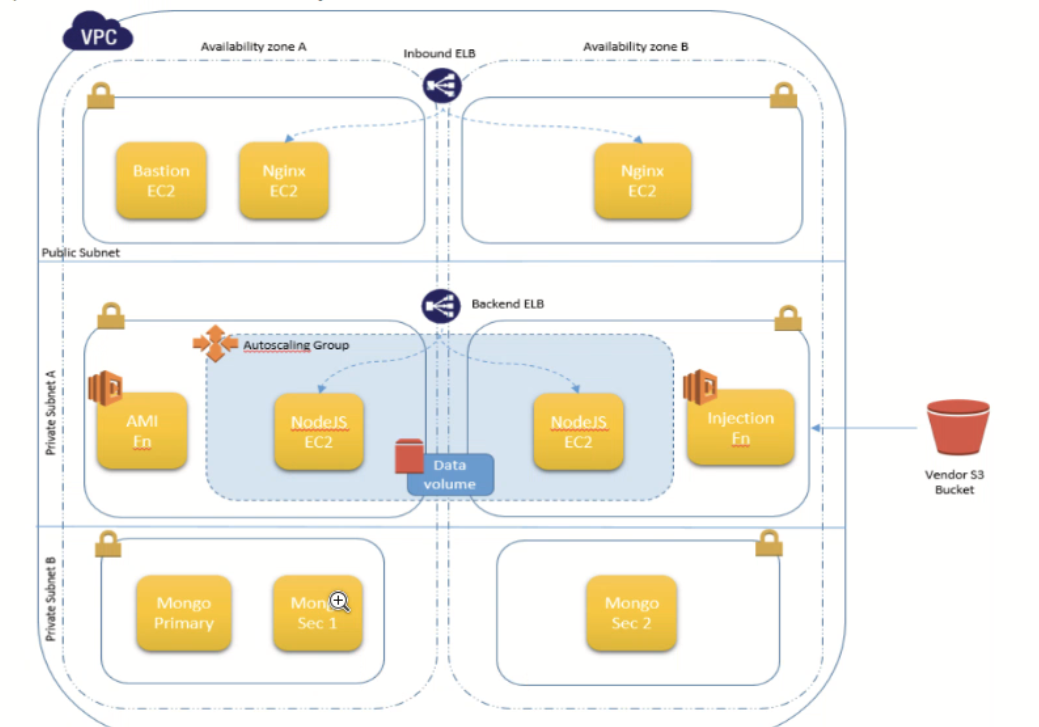 VPC
Availability zone A
Inbound ELB
Availability zone B
Bastion
EC2
Nginx
EC2
Nginx
EC2
Public Subnet
Backend ELB
Autoscaling Group
Private Subnet A
AMI
Fn
NodeJS
EC2
NodeJS
EC2
Injection
Fn
Data
volume
Vendor S3
Bucket
Private Subnet B
Mongo
Primary
Sec 1
Mongo
Sec 2